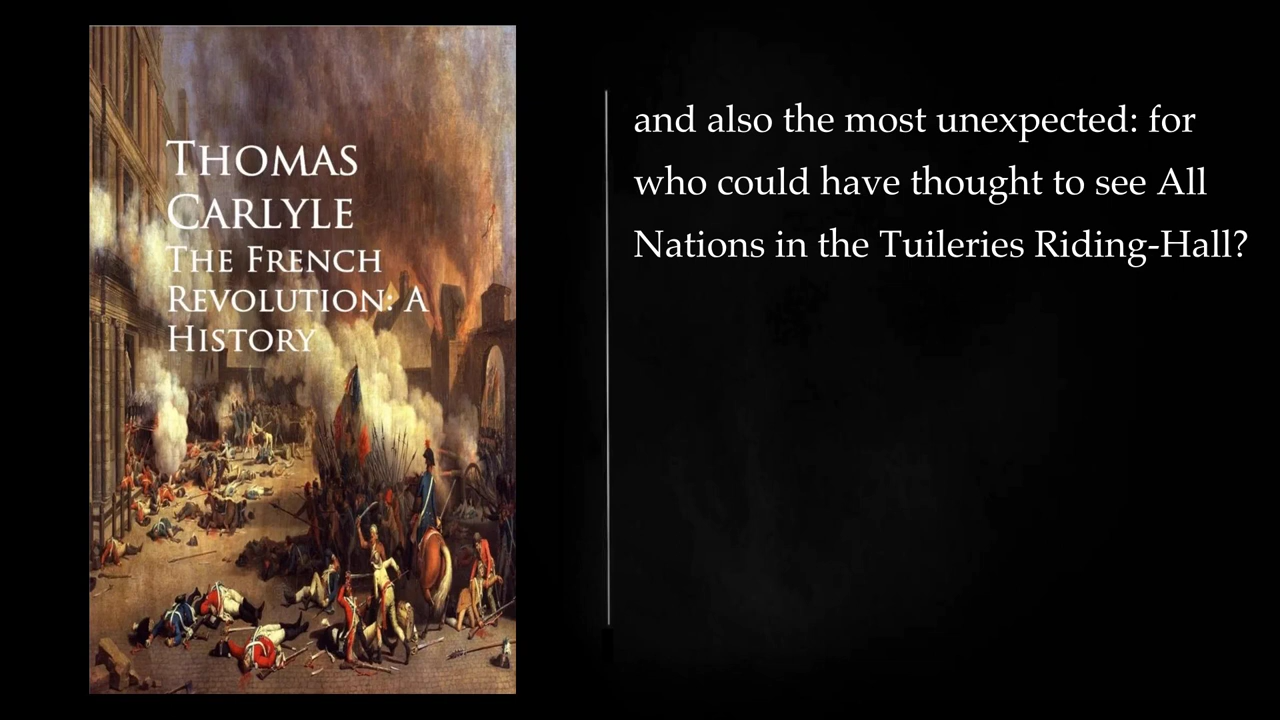 THOMAS
CARLYLE
THE FRENCH
REVOLUTION: A
HISTORY
and also the most unexpected: for
who could have thought to see All
Nations in the Tuileries Riding-Hall?